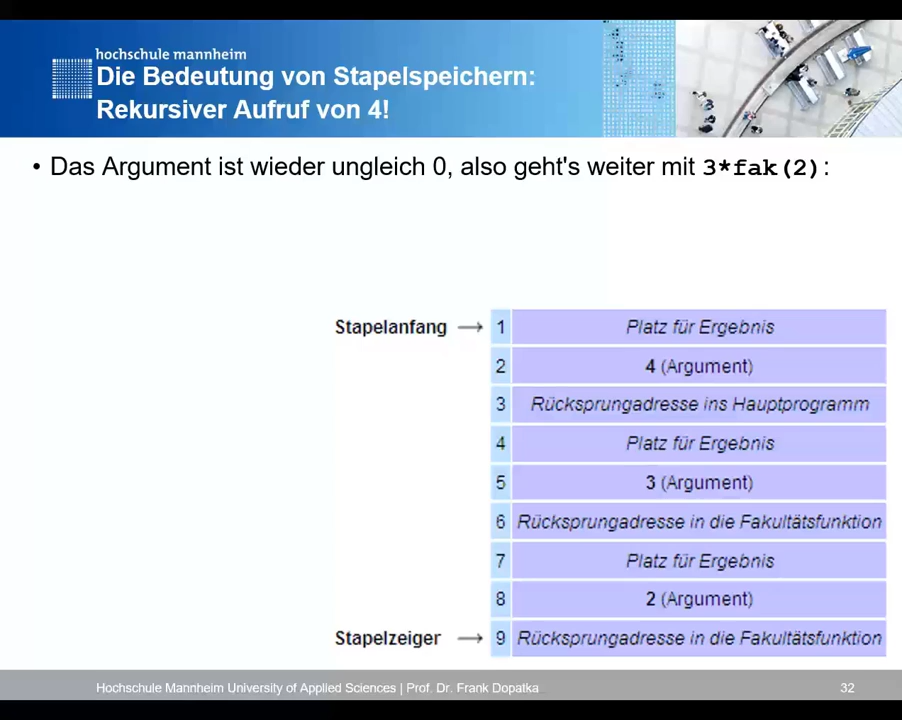 hochschule mannheim
Die Bedeutung von Stapelspeichern:
Rekursiver Aufruf von 4!
• Das Argument ist wieder ungleich 0, also geht's weiter mit 3*fak(2):
Stapelanfang → 1 Platz für Ergebnis
2 4 (Argument)
3 Rücksprungadresse ins Hauptprogramm
4 Platz für Ergebnis
5 3 (Argument)
6 Rücksprungadresse in die Fakultätsfunktion
7 Platz für Ergebnis
8 2 (Argument)
Stapelzeiger → 9 Rücksprungadresse in die Fakultätsfunktion
Hochschule Mannheim University of Applied Sciences | Prof. Dr. Frank Dopatka 32